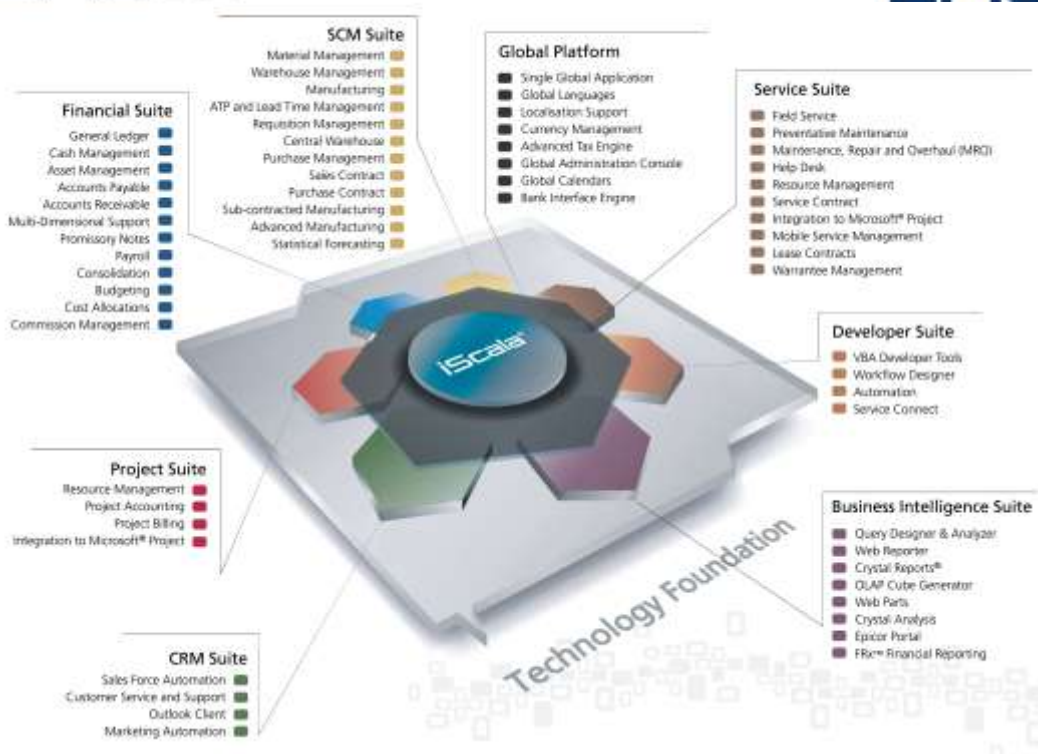 SCM Suite
Material Management
Warehouse Management
Manufacturing
ATP and Lead Time Management
Requisition Management
Central Warehouse
Purchase Management
Sales Contract
Purchase Contract
Sub-contracted Manufacturing
Advanced Manufacturing
Statistical Forecasting
Global Platform
Single Global Application
Global Languages
Localisation Support
Currency Management
Advanced Tax Engine
Global Administration Console
Global Calendars
Bank Interface Engine
Service Suite
Field Service
Preventative Maintenance
Maintenance, Repair and Overhaul (MRO)
Help Desk
Resource Management
Service Contract
Integration to Microsoft® Project
Mobile Service Management
Lease Contracts
Warrantee Management
Financial Suite
General Ledger
Cash Management
Asset Management
Accounts Payable
Accounts Receivable
Multi-Dimensional Support
Promissory Notes
Payroll
Consolidation
Budgeting
Cost Allocations
Commission Management
iScala
Developer Suite
VBA Developer Tools
Workflow Designer
Automation
Service Connect
Project Suite
Resource Management
Project Accounting
Project Billing
Integration to Microsoft® Project
Business Intelligence Suite
Query Designer & Analyzer
Web Reporter
Crystal Reports®
OLAP Cube Generator
Web Parts
Crystal Analysis
Epicor Portal
FRx™ Financial Reporting
Technology Foundation
CRM Suite
Sales Force Automation
Customer Service and Support
Outlook Client
Marketing Automation